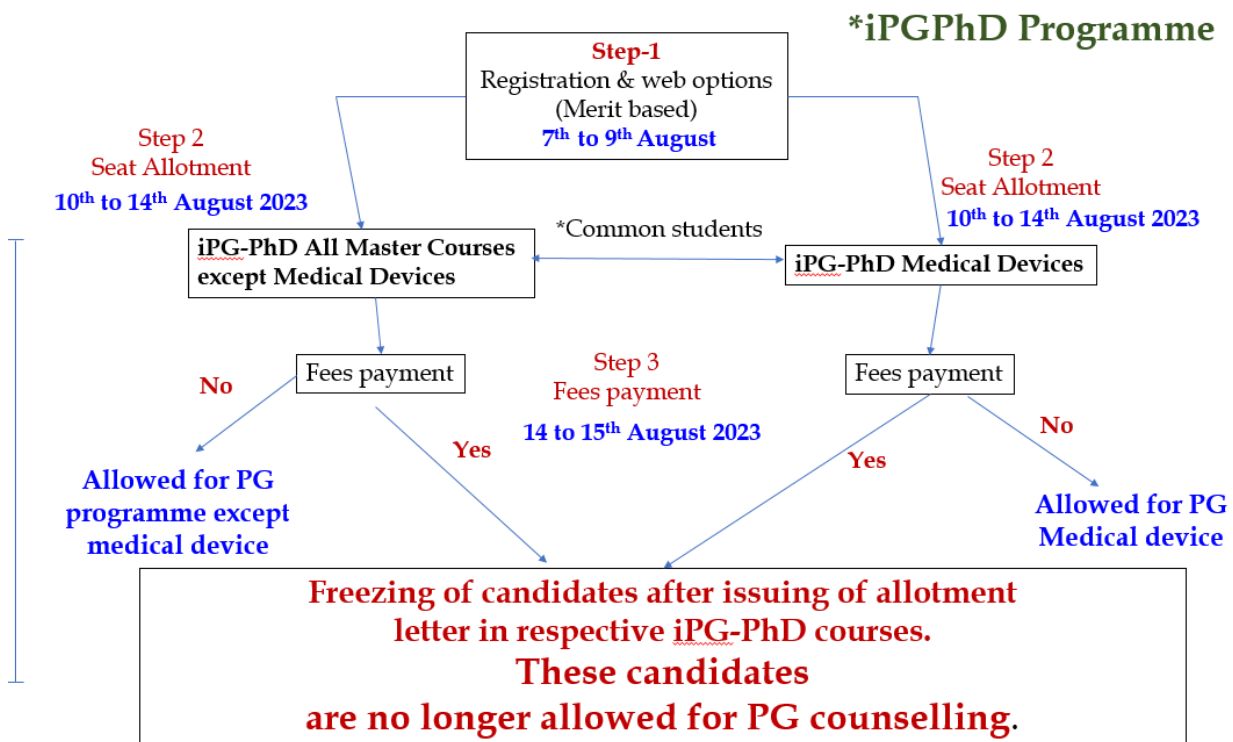 *iPGPhD Programme
Step-1
Registration & web options
(Merit based)
7th to 9th August
Step 2
Seat Allotment
10th to 14th August 2023
Step 2
Seat Allotment
10th to 14th August 2023
iPG-PhD All Master Courses
except Medical Devices
*Common students
iPG-PhD Medical Devices
Fees payment
Step 3
Fees payment
14 to 15th August 2023
Fees payment
No
Yes
Yes
No
Allowed for PG
programme except
medical device
Allowed for PG
Medical device
Freezing of candidates after issuing of allotment
letter in respective iPG-PhD courses.
These candidates
are no longer allowed for PG counselling.